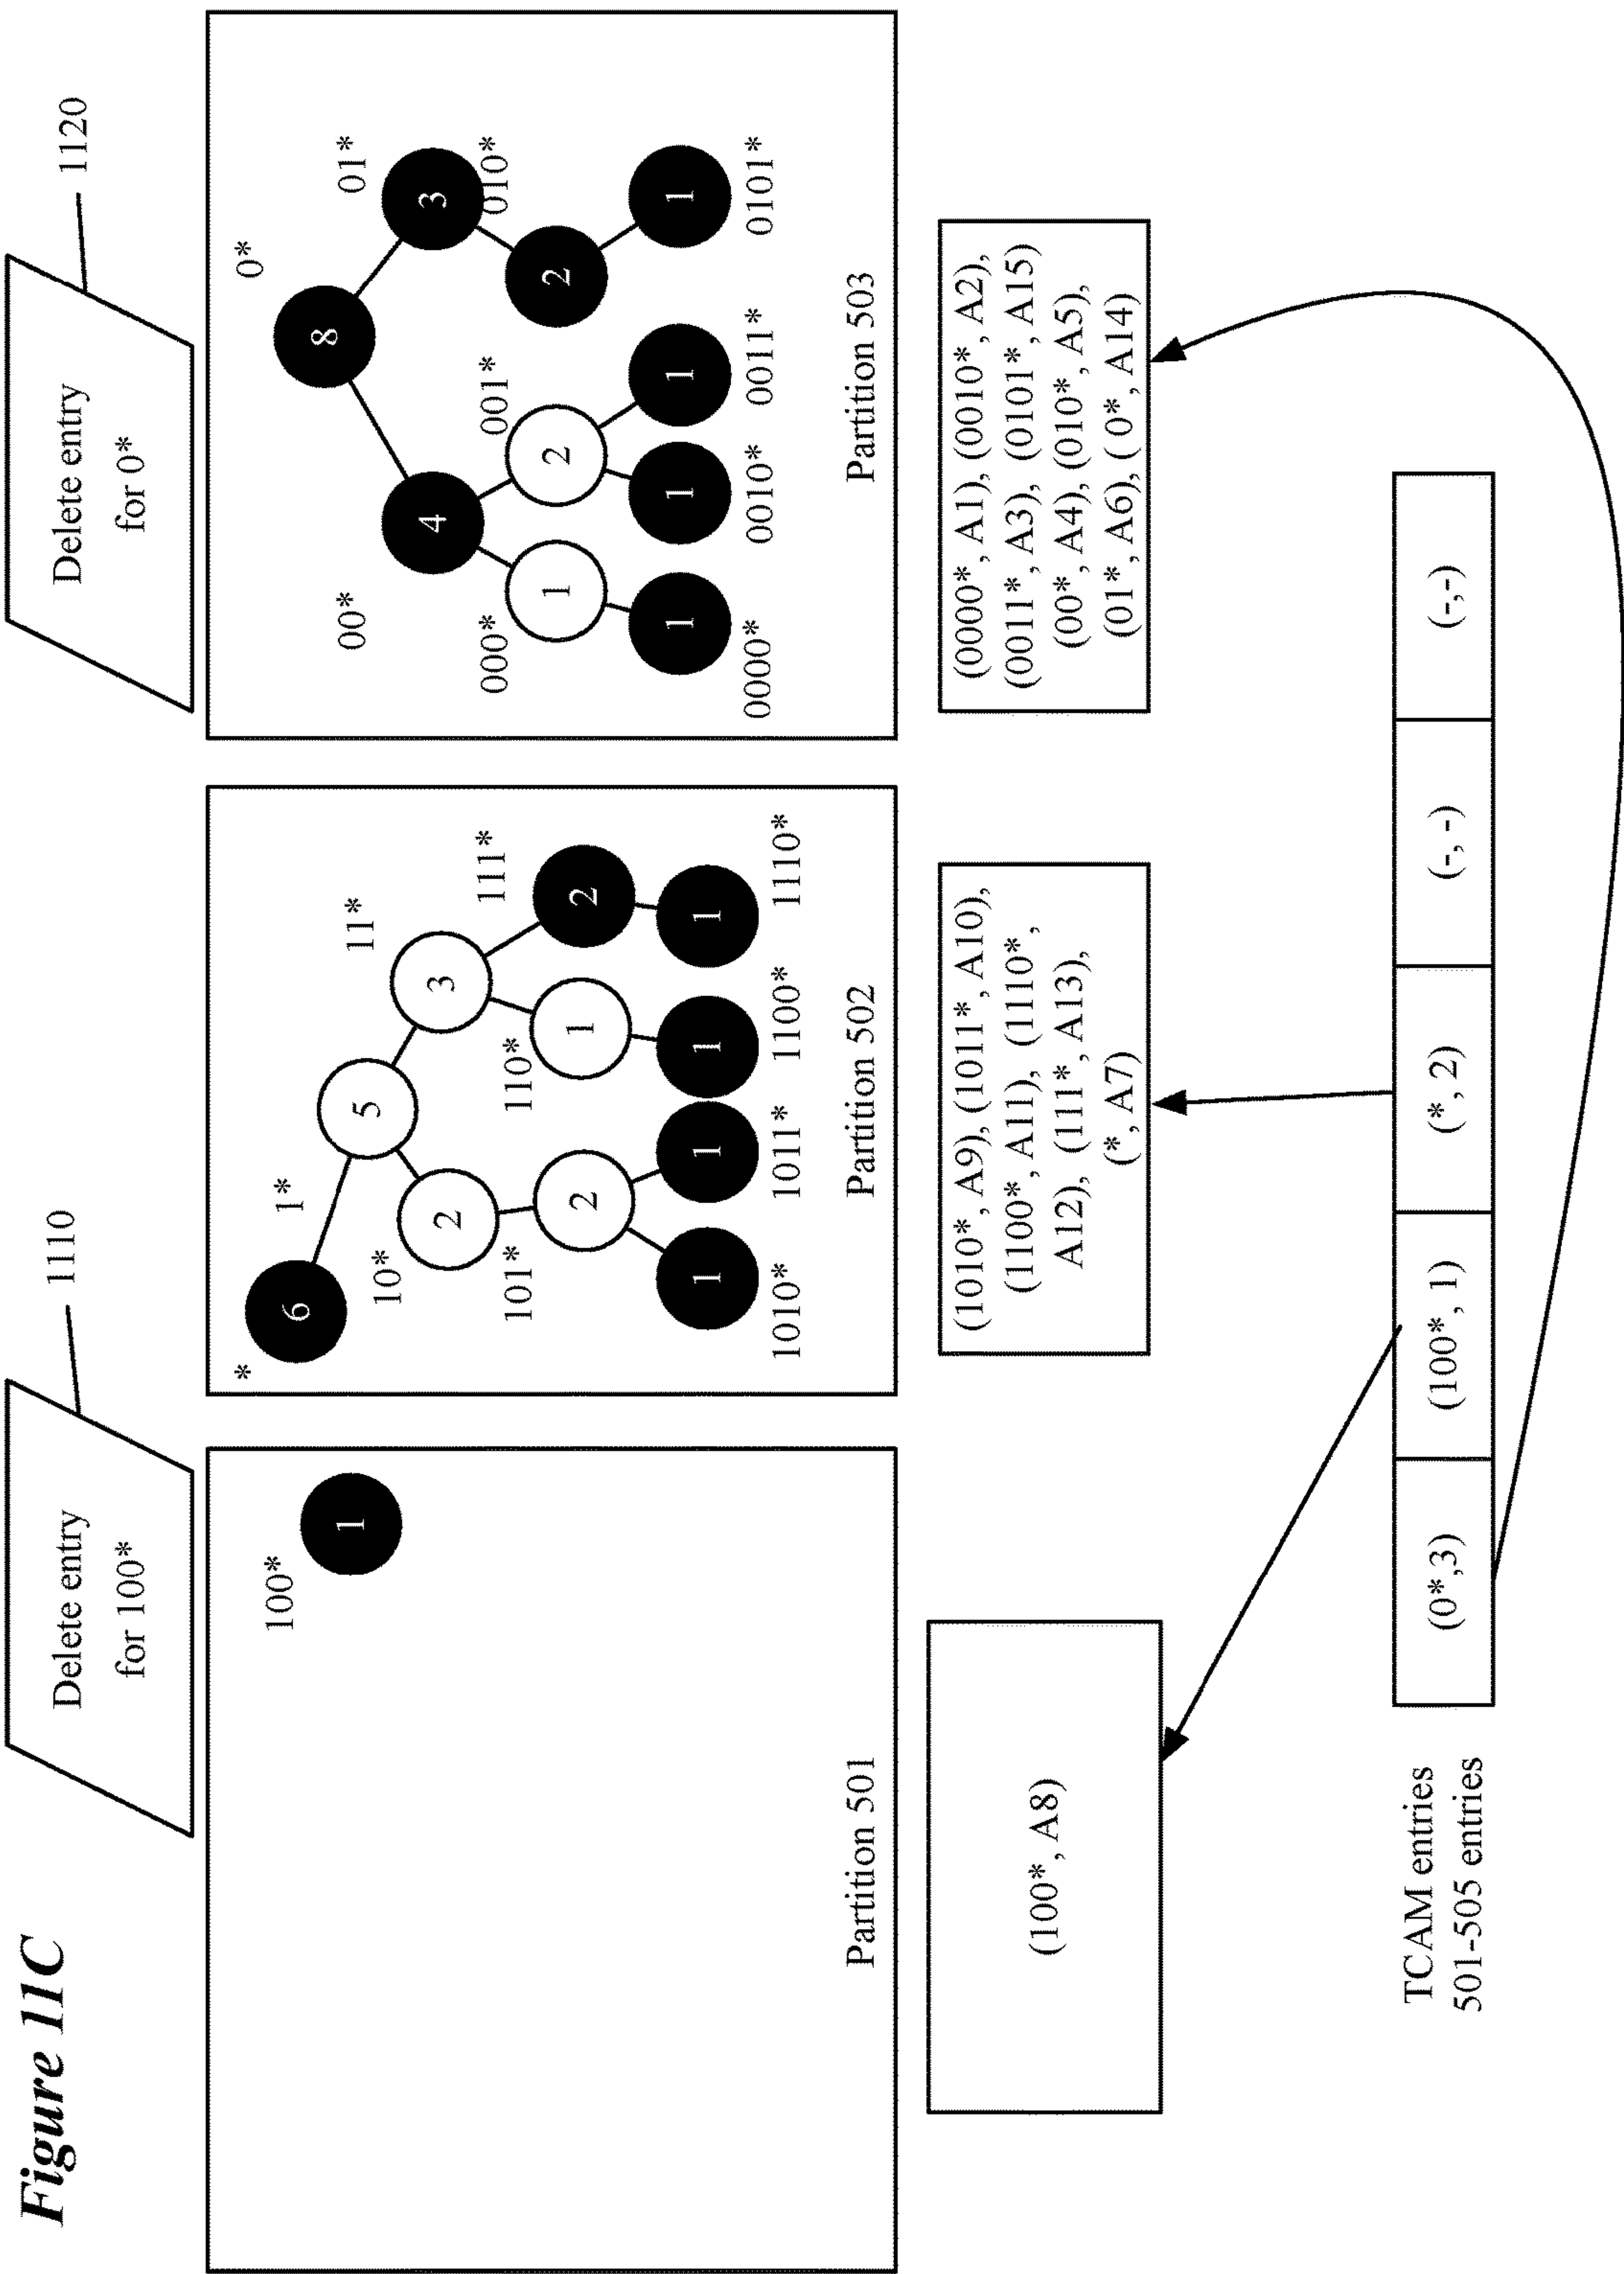 Figure 11C
Delete entry
for 100*
1110
Delete entry
for 0*
1120
100*
1
Partition 501
*
6
1*
5
10*
2
11*
3
101*
2
110*
1
111*
2
1
1
1
1
1010*
1011*
1100*
1110*
Partition 502
0*
8
00*
4
01*
3
000*
1
001*
2
010*
2
1
1
1
1
0000*
0010*
0011*
0101*
Partition 503
(100*, A8)
(1010*, A9), (1011*, A10),
(1100*, A11), (1110*,
A12), (111*, A13),
(*, A7)
(0000*, A1), (0010*, A2),
(0011*, A3), (0101*, A15)
(00*, A4), (010*, A5),
(01*, A6), ( 0*, A14)
TCAM entries
501-505 entries
(0*,3)
(100*, 1)
(*, 2)
(-, -)
(-,-)